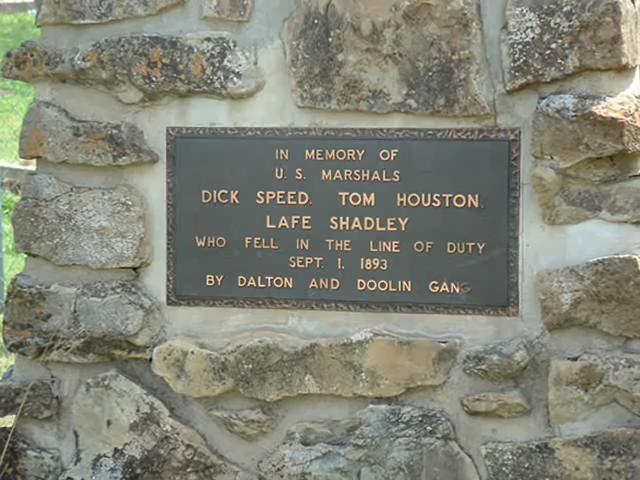 IN MEMORY OF
U. S. MARSHALS
DICK SPEED. TOM HOUSTON.
LAFE SHADLEY
WHO FELL IN THE LINE OF DUTY
SEPT. 1, 1893
BY DALTON AND DOOLIN GANG